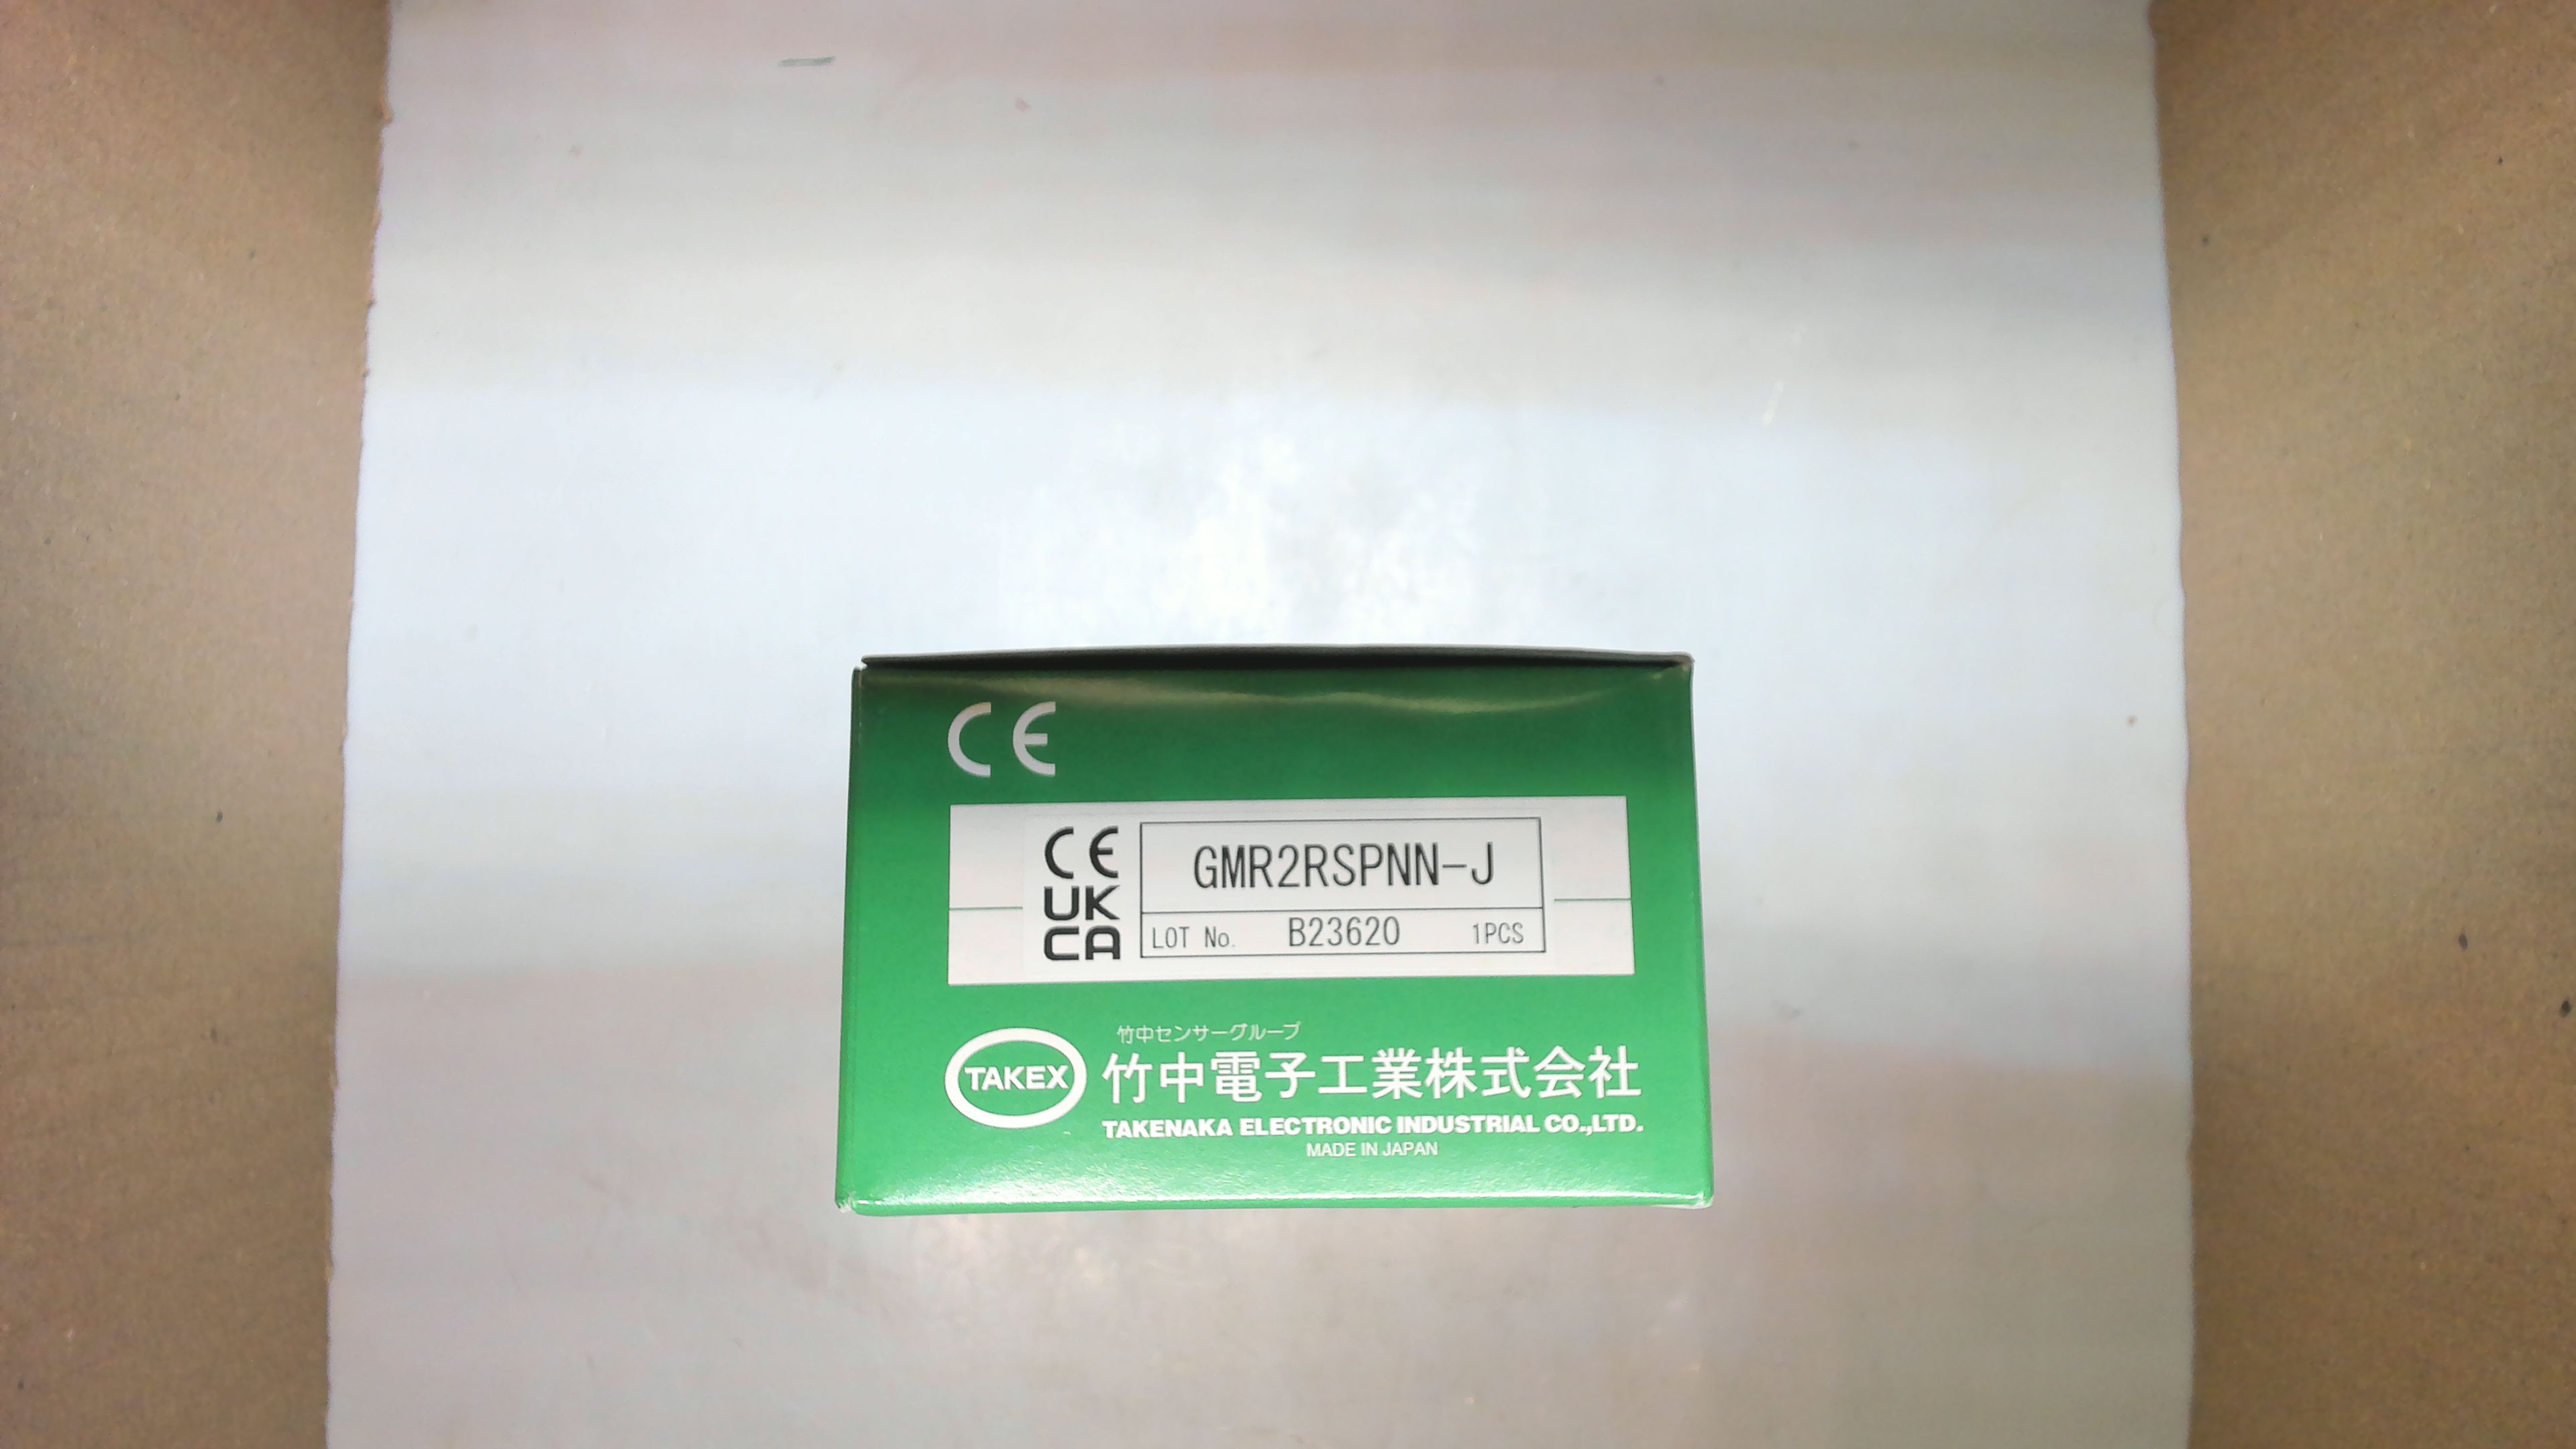 CE
CE
UK
CA
GMR2RSPNN-J
LOT No. B23620 1PCS
竹中センサーグループ
TAKEX
竹中電子工業株式会社
TAKENAKA ELECTRONIC INDUSTRIAL CO.,LTD.
MADE IN JAPAN